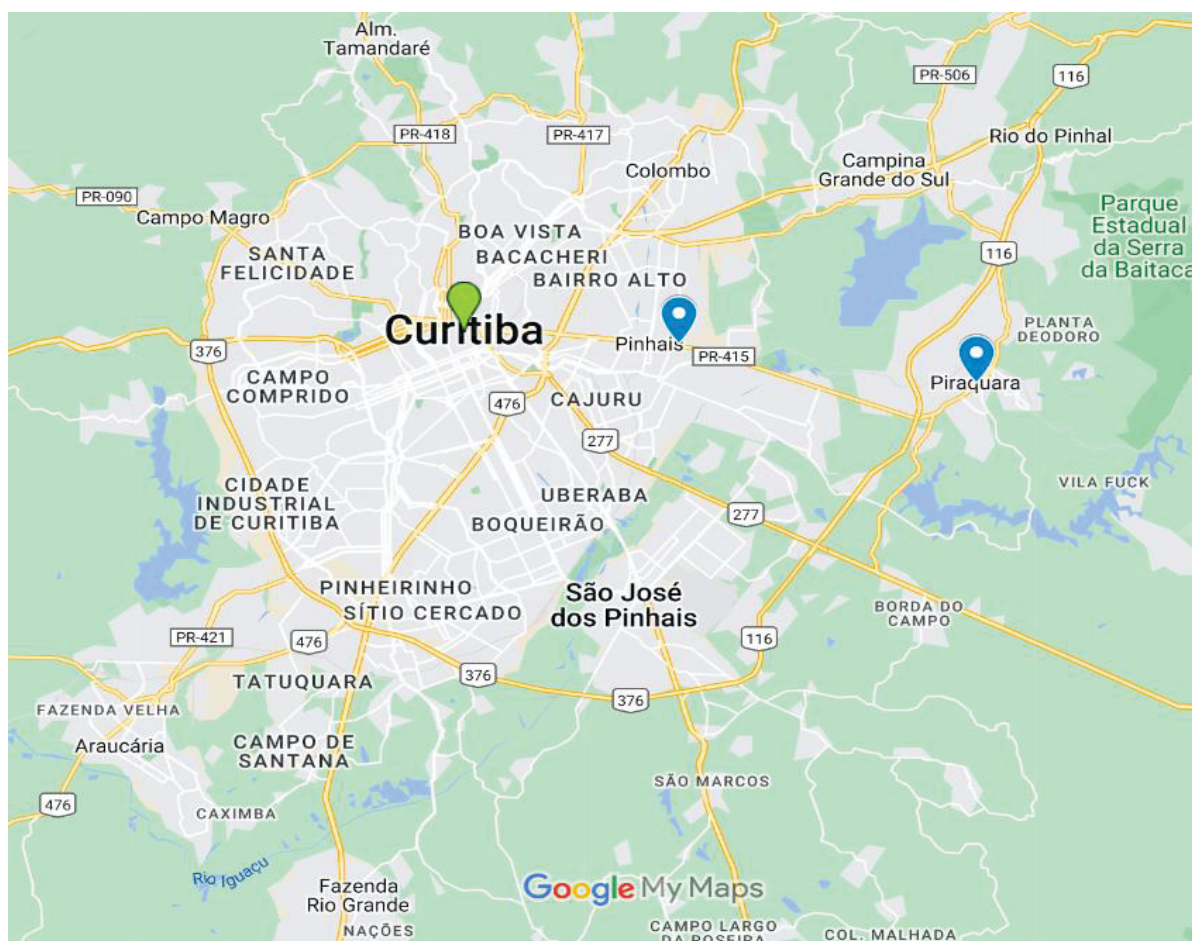 Alm.
Tamandaré
PR-506
116
PR-418
PR-417
Rio do Pinhal
Colombo
Campina
Grande do Sul
PR-090
Campo Magro
Parque
Estadual
da Serra
da Baitaca
BOA VISTA
SANTA
FELICIDADE
BACACHERI
116
BAIRRO ALTO
Curitiba
PLANTA
DEODORO
376
Pinhais
PR-415
CAMPO
COMPRIDO
Piraquara
476
CAJURU
277
CIDADE
INDUSTRIAL
DE CURITIBA
UBERABA
VILA FUCK
277
BOQUEIRÃO
PINHEIRINHO
SÍTIO CERCADO
São José
dos Pinhais
BORDA DO
CAMPO
PR-421
476
116
376
376
TATUQUARA
FAZENDA VELHA
Araucária
CAMPO DE
SANTANA
SÃO MARCOS
476
CAXIMBA
Rio Iguaçu
Fazenda
Rio Grande
Google My Maps
NAÇÕES
CAMPO LARGO
DA ROSEIRA
COL. MALHADA